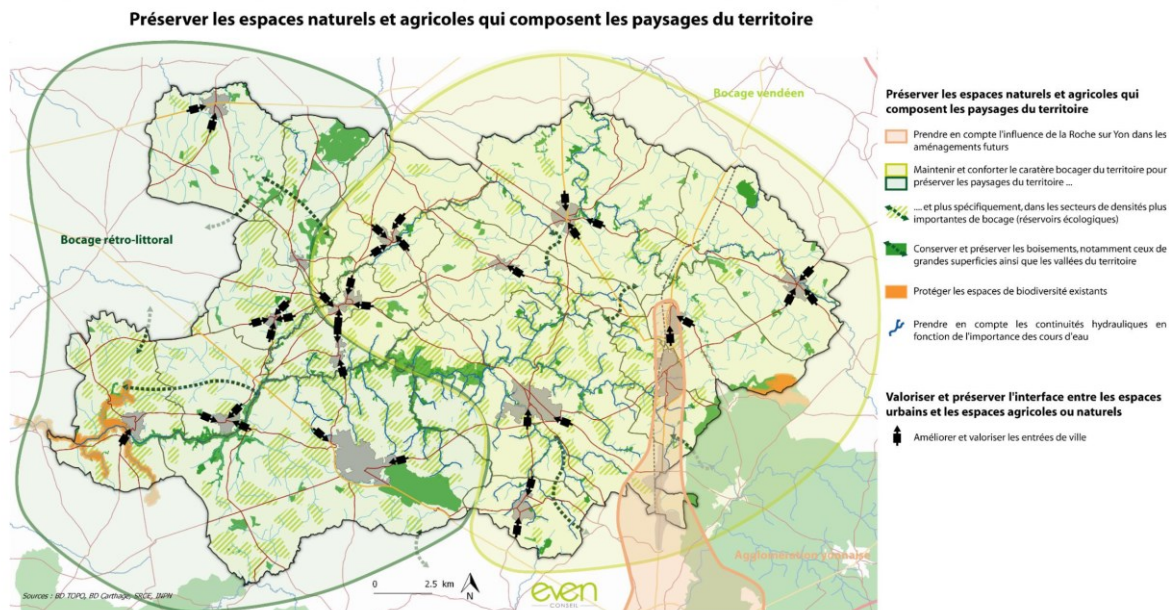 Préserver les espaces naturels et agricoles qui composent les paysages du territoire
Bocage vendéen
Bocage rétro-littoral
Agglomération yonnaise
Sources : BD TOPO, BD Carthage, SRCE, INPN
0 2.5 km
N
even
CONSEIL
Préserver les espaces naturels et agricoles qui
composent les paysages du territoire
Prendre en compte l'influence de la Roche sur Yon dans les
aménagements futurs
Maintenir et conforter le caratère bocager du territoire pour
préserver les paysages du territoire ...
.... et plus spécifiquement, dans les secteurs de densités plus
importantes de bocage (réservoirs écologiques)
Conserver et préserver les boisements, notamment ceux de
grandes superficies ainsi que les vallées du territoire
Protéger les espaces de biodiversité existants
Prendre en compte les continuités hydrauliques en
fonction de l'importance des cours d'eau
Valoriser et préserver l'interface entre les espaces
urbains et les espaces agricoles ou naturels
Améliorer et valoriser les entrées de ville